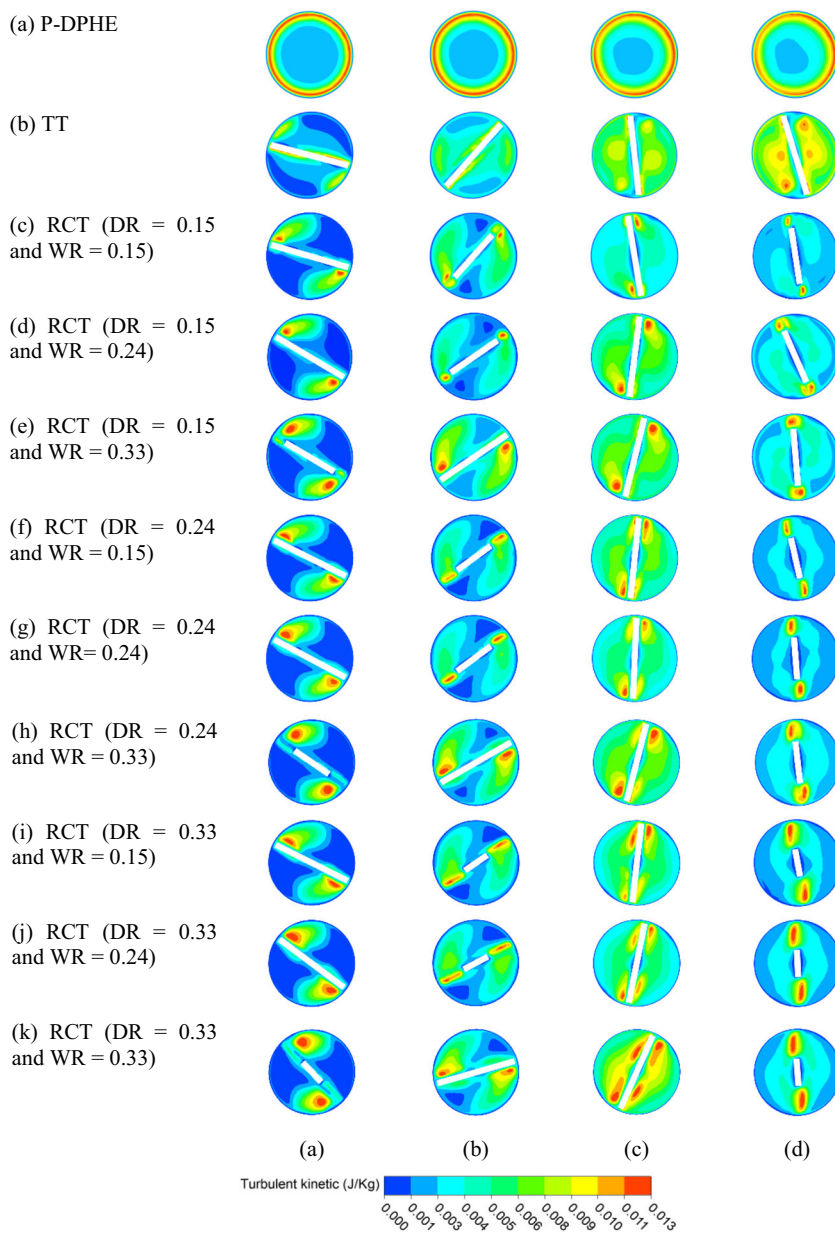 (a) P-DPHE
(b) TT
(c) RCT (DR = 0.15
and WR = 0.15)
(d) RCT (DR = 0.15
and WR = 0.24)
(e) RCT (DR = 0.15
and WR = 0.33)
(f) RCT (DR = 0.24
and WR = 0.15)
(g) RCT (DR = 0.24
and WR= 0.24)
(h) RCT (DR = 0.24
and WR = 0.33)
(i) RCT (DR = 0.33
and WR = 0.15)
(j) RCT (DR = 0.33
and WR = 0.24)
(k) RCT (DR = 0.33
and WR = 0.33)
(a) (b) (c) (d)
Turbulent kinetic (J/Kg)
0.000 0.001 0.003 0.004 0.005 0.006 0.008 0.009 0.010 0.011 0.013